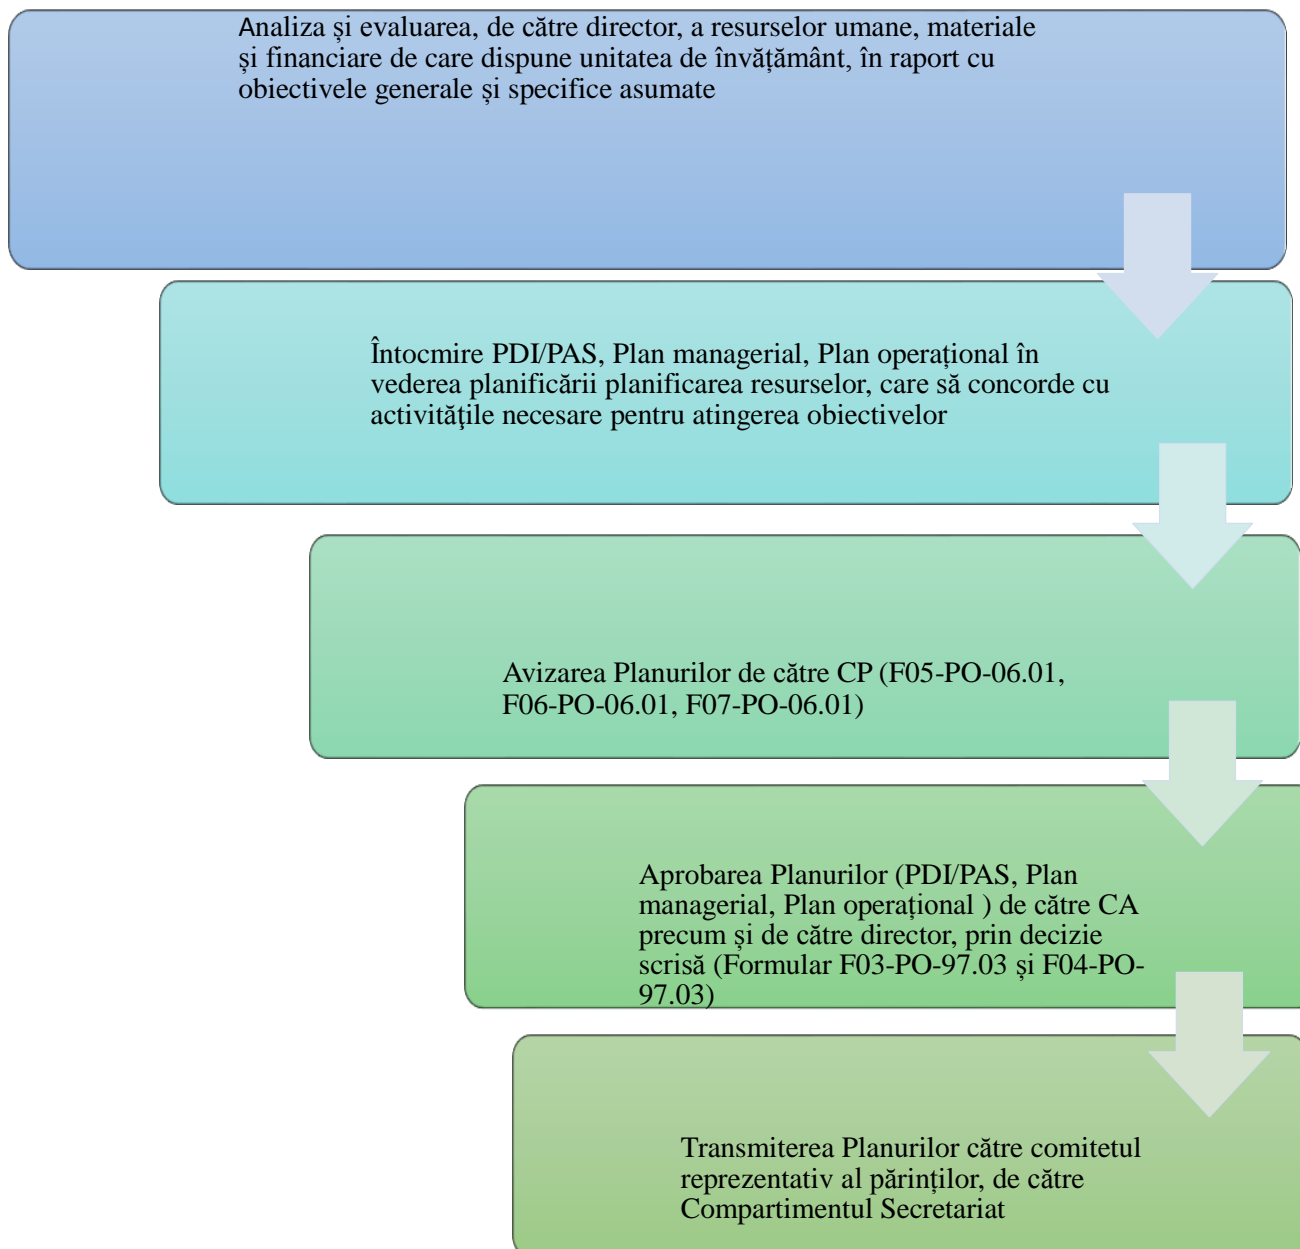 Analiza și evaluarea, de către director, a resurselor umane, materiale
și financiare de care dispune unitatea de învățământ, în raport cu
obiectivele generale și specifice asumate
Întocmire PDI/PAS, Plan managerial, Plan operațional în
vederea planificării planificarea resurselor, care să concorde cu
activităţile necesare pentru atingerea obiectivelor
Avizarea Planurilor de către CP (F05-PO-06.01,
F06-PO-06.01, F07-PO-06.01)
Aprobarea Planurilor (PDI/PAS, Plan
managerial, Plan operațional ) de către CA
precum și de către director, prin decizie
scrisă (Formular F03-PO-97.03 și F04-PO-
97.03)
Transmiterea Planurilor către comitetul
reprezentativ al părinților, de către
Compartimentul Secretariat